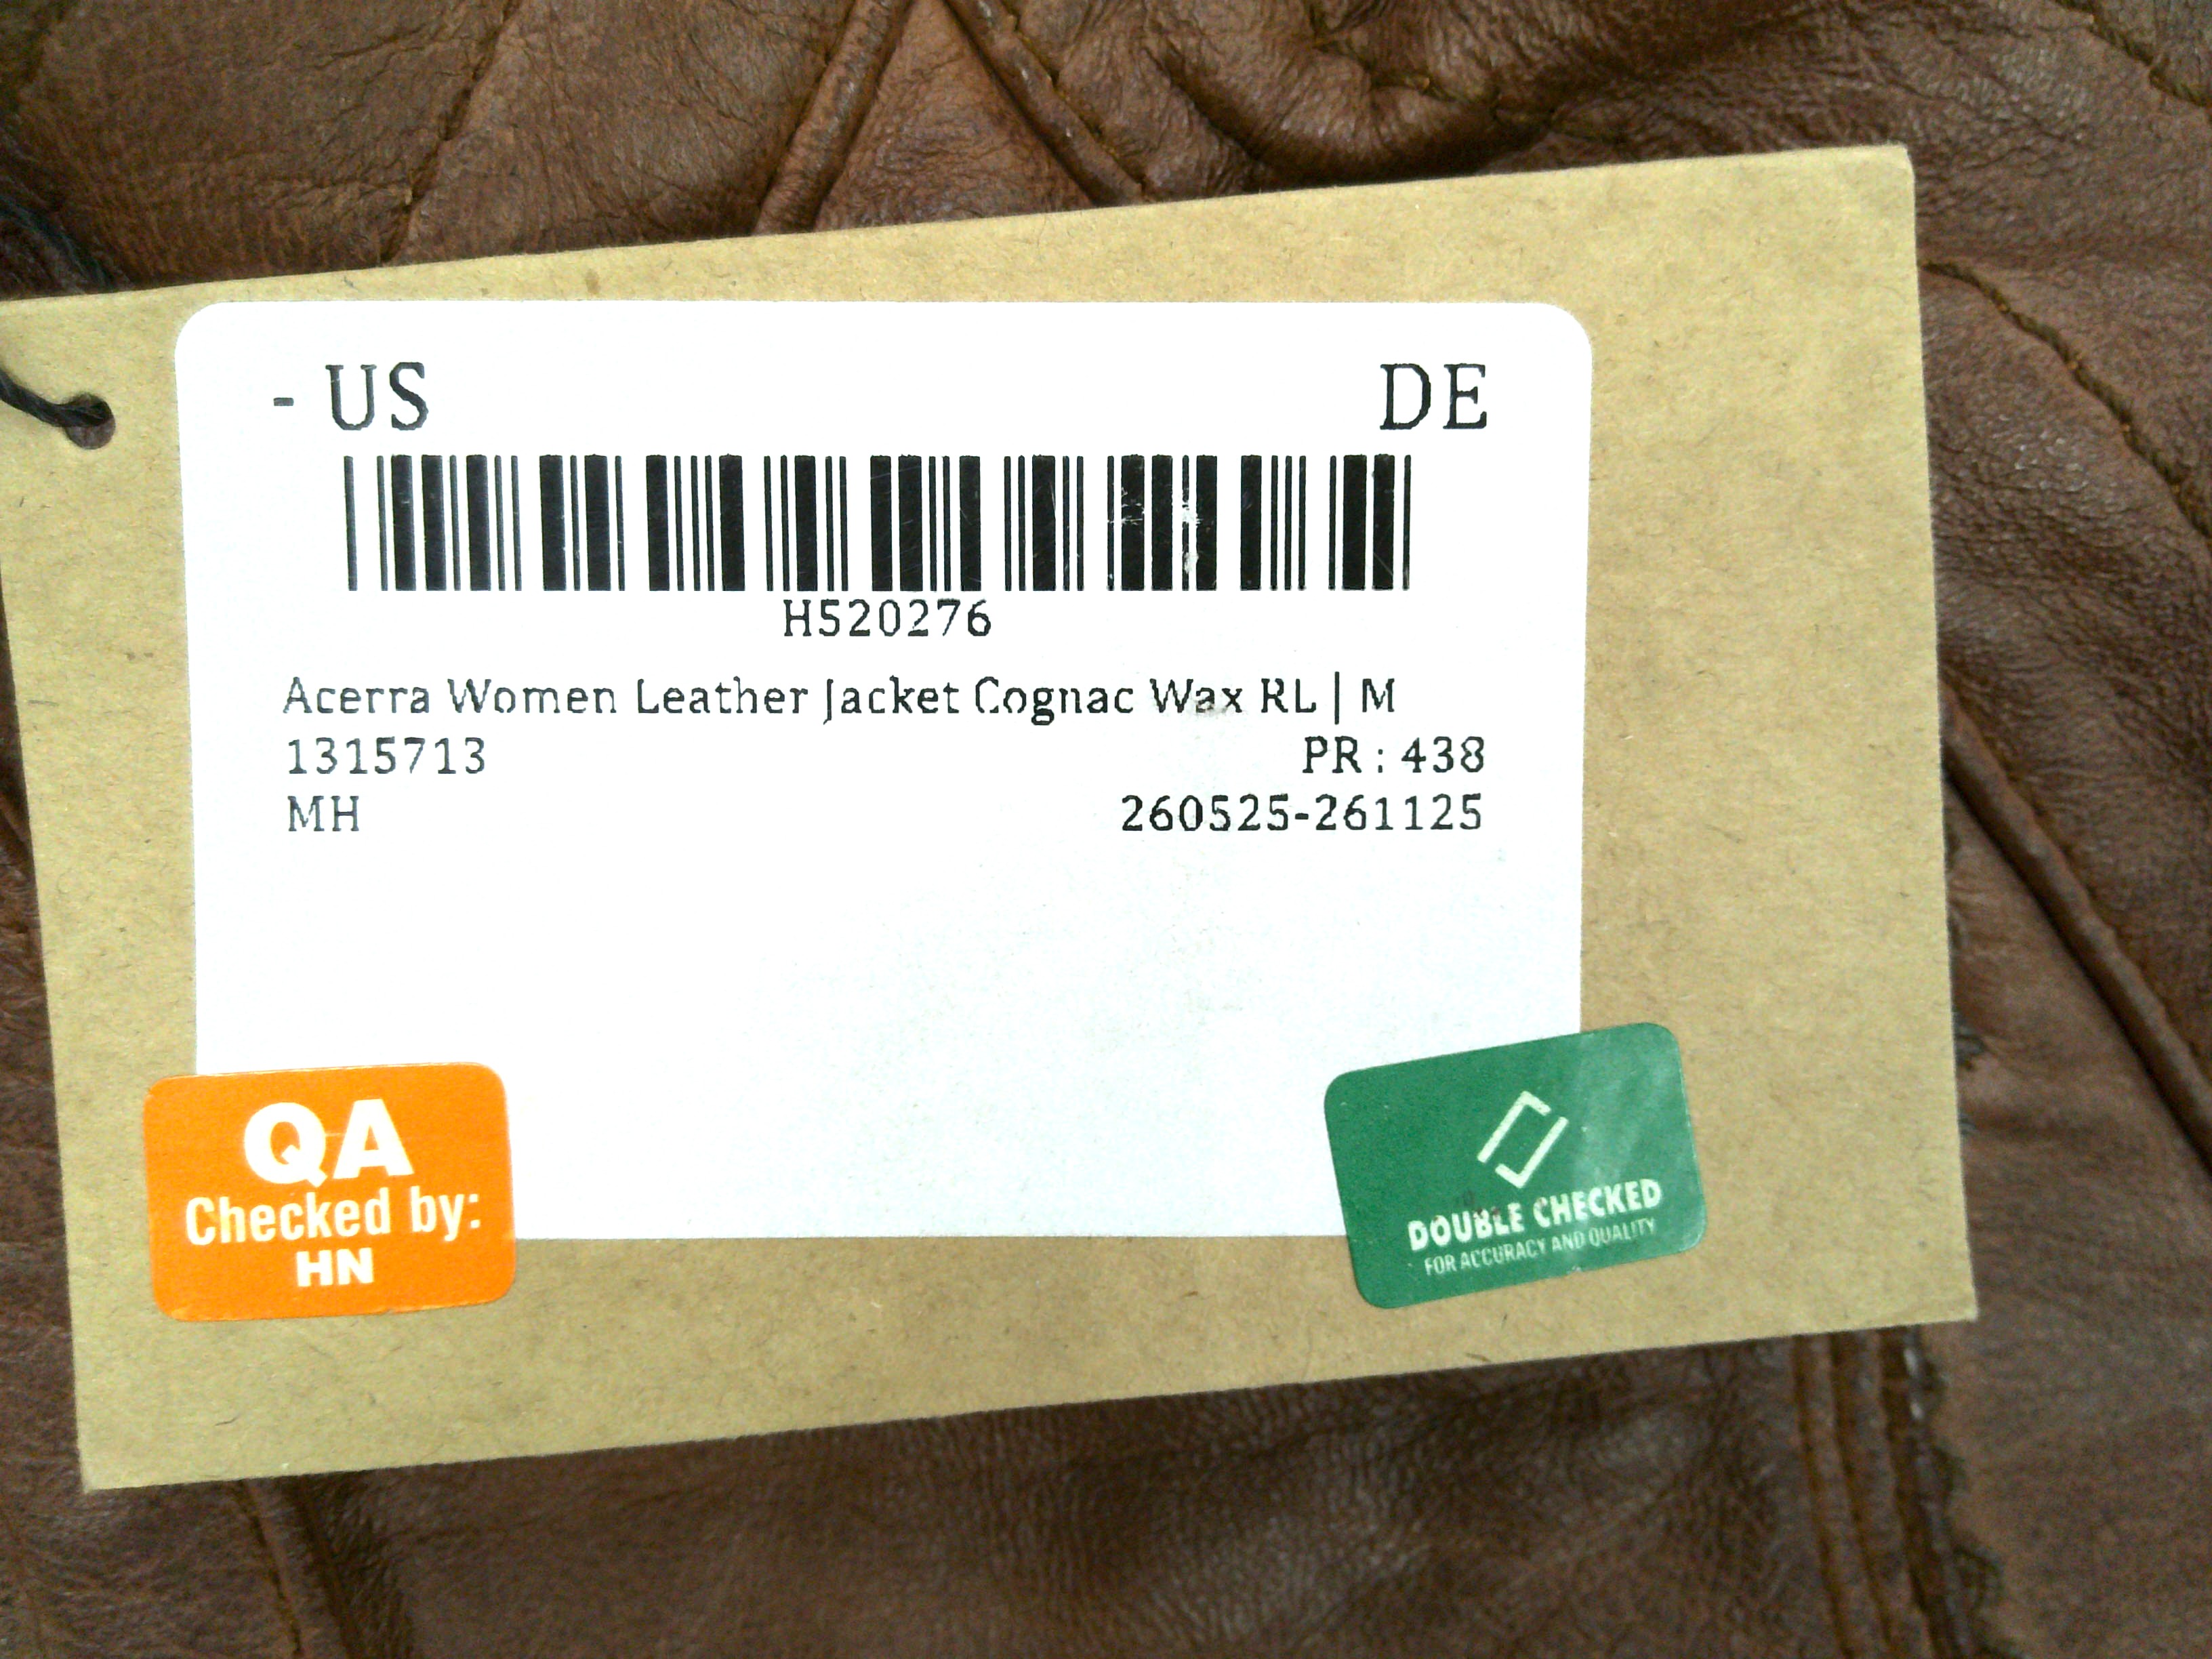 - US DE
H520276
Acerra Women Leather Jacket Cognac Wax RL | M
1315713 PR : 438
MH 260525-261125
QA
Checked by:
HN
DOUBLE CHECKED
FOR ACCURACY AND QUALITY